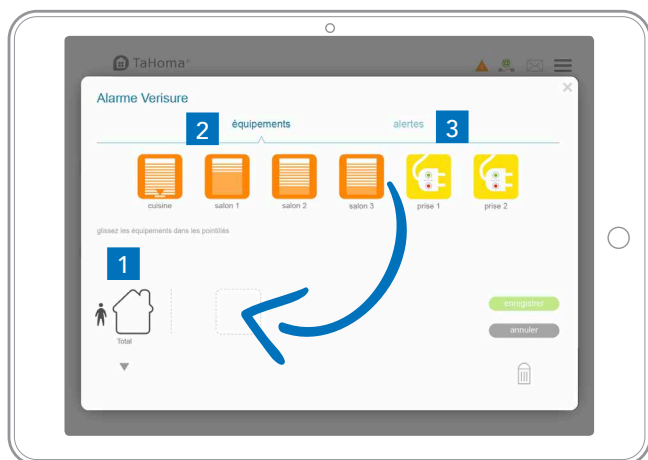 TaHoma®
Alarme Verisure
2 équipements alertes 3
cuisine salon 1 salon 2 salon 3 prise 1 prise 2
glissez les équipements dans les pointillés
1
enregistrer
Total
annuler